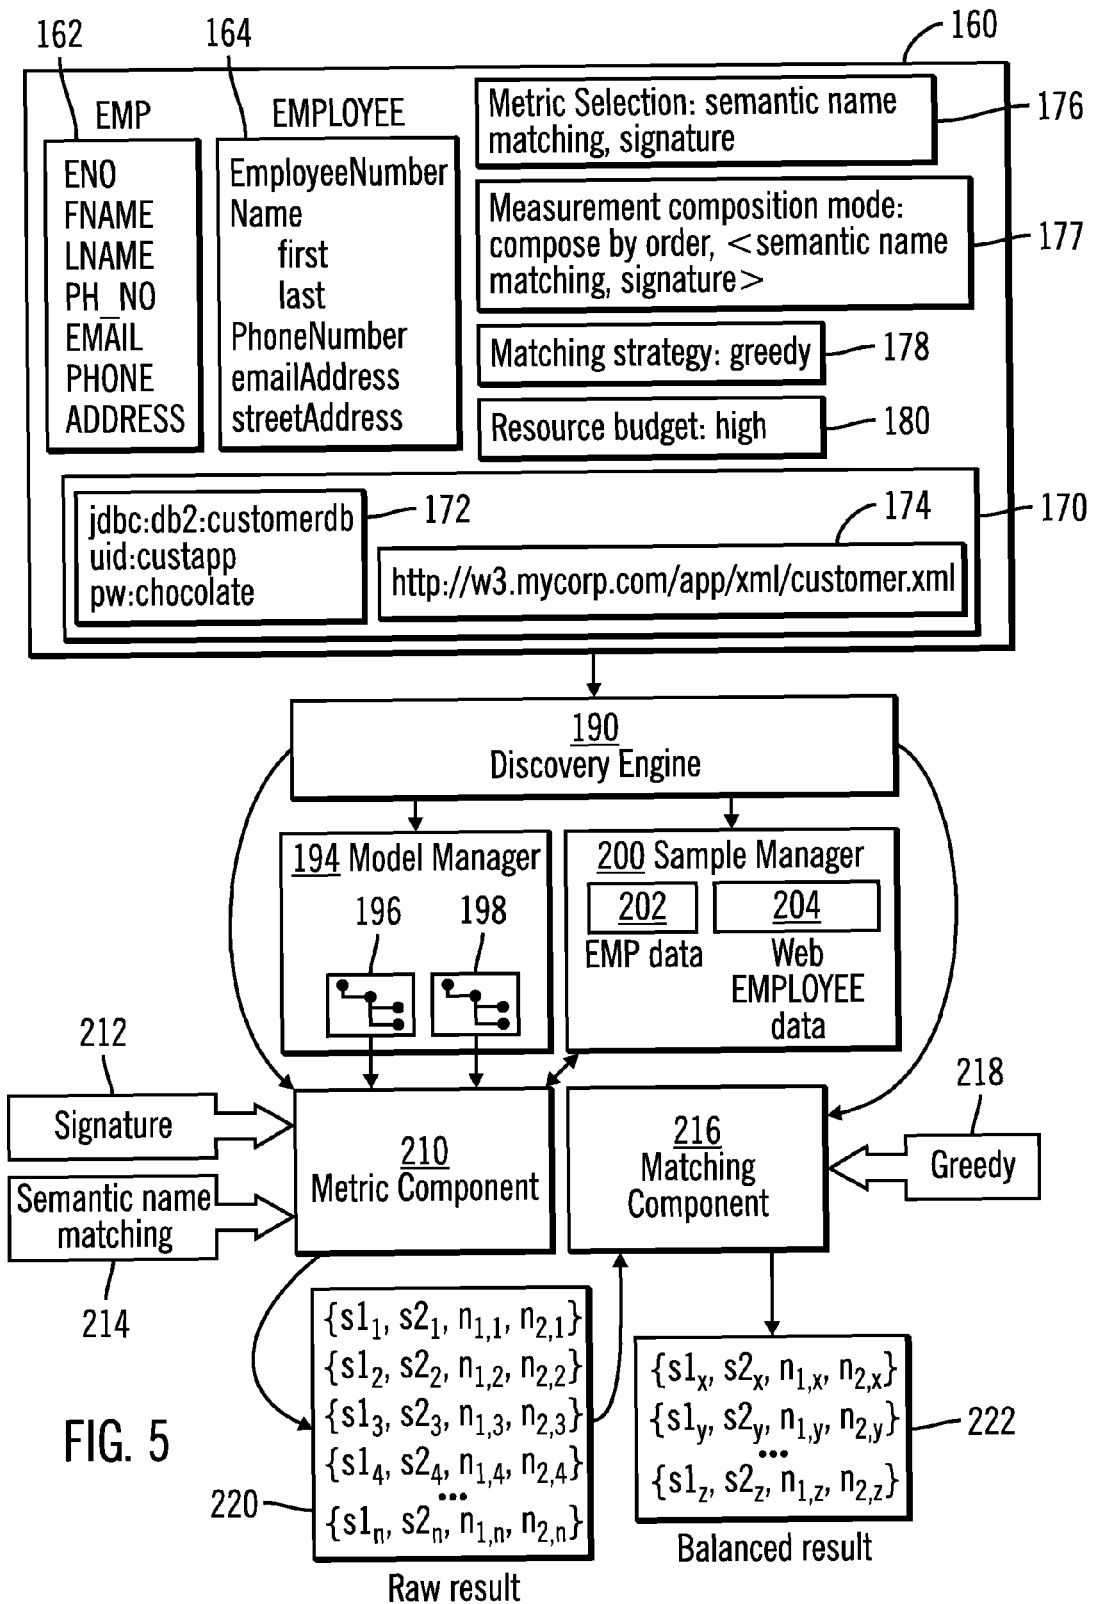 162
164
160
EMP
EMPLOYEE
ENO
FNAME
LNAME
PH_NO
EMAIL
PHONE
ADDRESS
EmployeeNumber
Name
first
last
PhoneNumber
emailAddress
streetAddress
Metric Selection: semantic name
matching, signature
176
Measurement composition mode:
compose by order, <semantic name
matching, signature>
177
Matching strategy: greedy
178
Resource budget: high
180
jdbc:db2:customerdb
uid:custapp
pw:chocolate
172
174
170
http://w3.mycorp.com/app/xml/customer.xml
190
Discovery Engine
194 Model Manager
196
198
200 Sample Manager
202
EMP data
204
Web
EMPLOYEE
data
212
Signature
Semantic name
matching
214
210
Metric Component
216
Matching
Component
218
Greedy
{s1₁, s2₁, n₁,₁, n₂,₁}
{s1₂, s2₂, n₁,₂, n₂,₂}
{s1₃, s2₃, n₁,₃, n₂,₃}
{s1₄, s2₄, n₁,₄, n₂,₄}
...
{s1ₙ, s2ₙ, n₁,ₙ, n₂,ₙ}
220
Raw result
{s1x, s2x, n1,x, n2,x}
{s1y, s2y, n1,y, n2,y}
...
{s1z, s2z, n1,z, n2,z}
222
Balanced result
FIG. 5